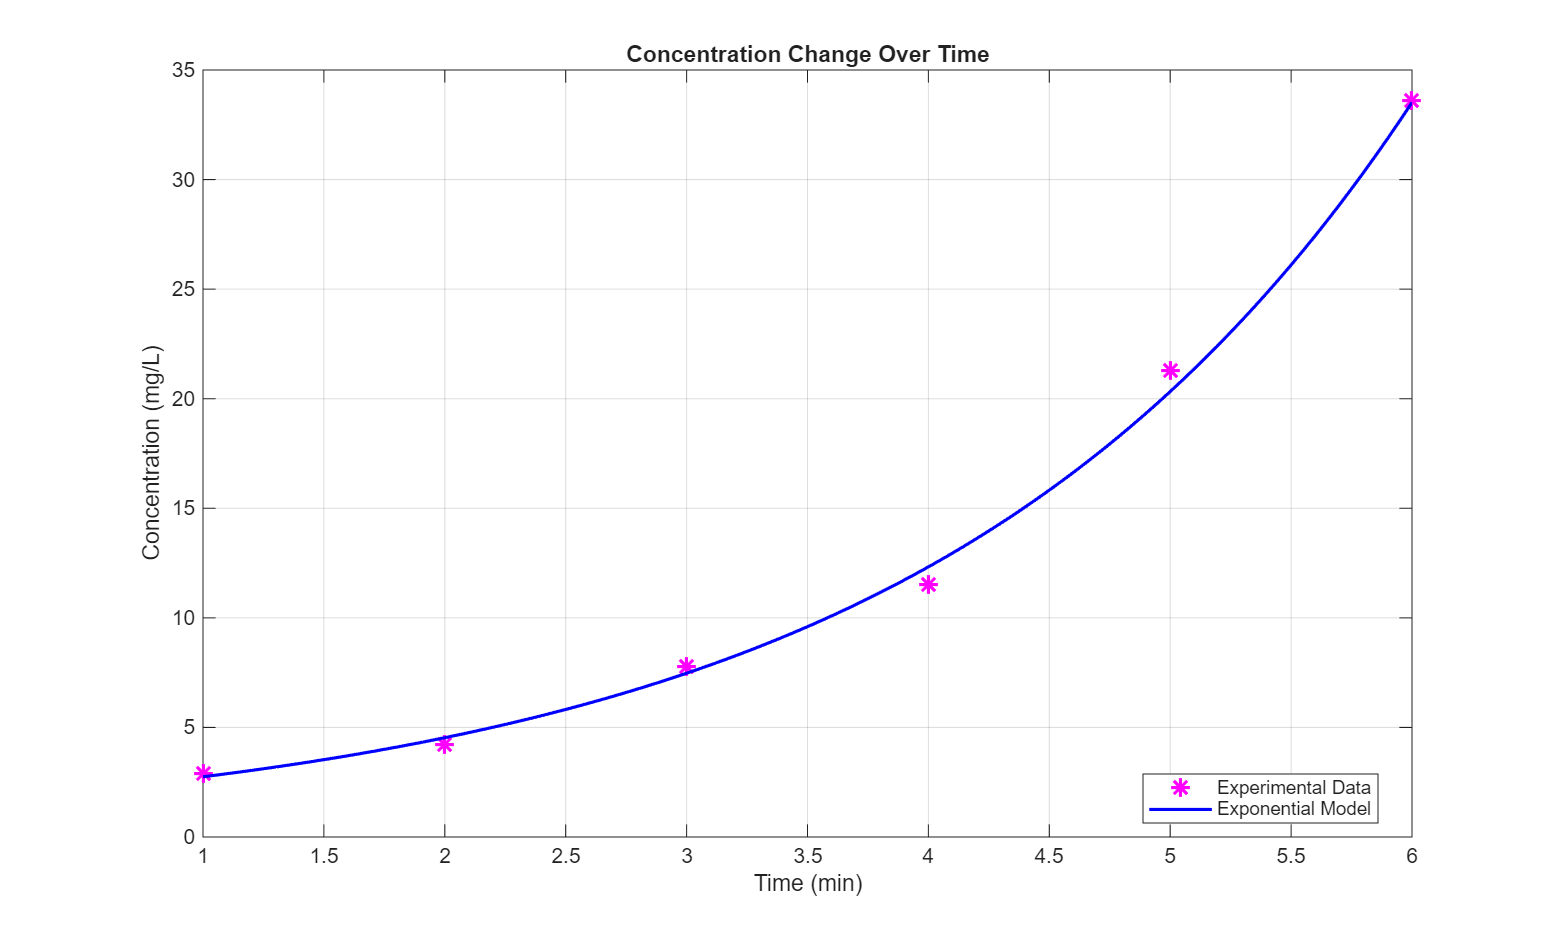 Concentration Change Over Time
35
30
25
20
15
10
5
0
Concentration (mg/L)
1 1.5 2 2.5 3 3.5 4 4.5 5 5.5 6
Time (min)
Experimental Data
Exponential Model